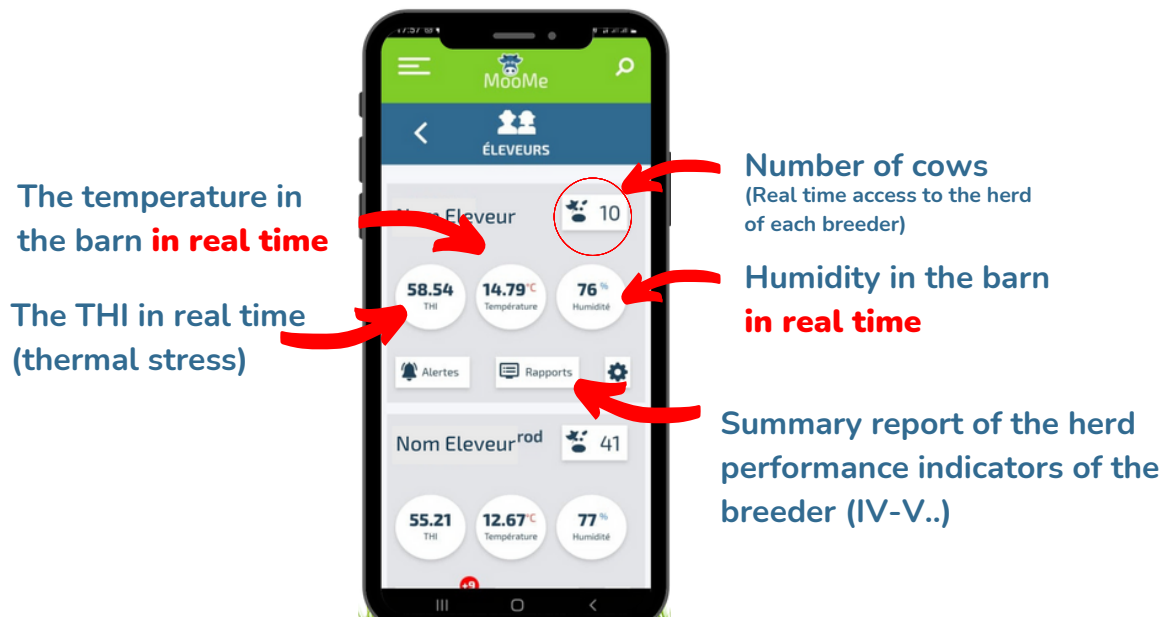 17:57
MooMe
ÉLEVEURS
The temperature in
the barn in real time
The THI in real time
(thermal stress)
Nom Eleveur
10
58.54
THI
14.79°C
Température
76 %
Humidité
Alertes
Rapports
Nom Eleveur rod
41
55.21
THI
12.67°C
Température
77 %
Humidité
+9
Number of cows
(Real time access to the herd
of each breeder)
Humidity in the barn
in real time
Summary report of the herd
performance indicators of the
breeder (IV-V..)